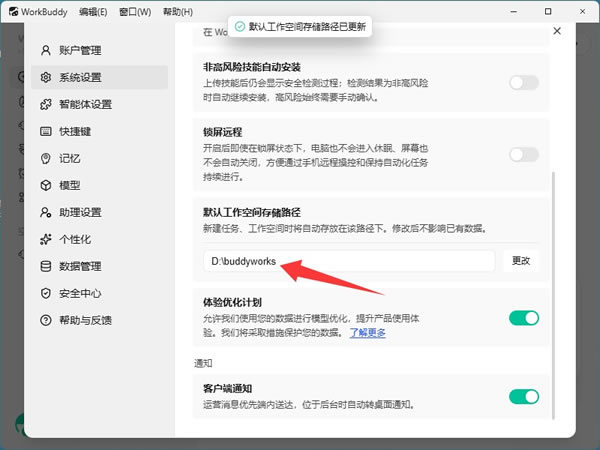 WorkBuddy 编辑(E) 窗口(W) 帮助(H)
默认工作空间存储路径已更新
账户管理
系统设置
智能体设置
快捷键
记忆
模型
助理设置
个性化
数据管理
安全中心
帮助与反馈
非高风险技能自动安装
上传技能后仍会显示安全检测过程；检测结果为非高风险
时自动继续安装，高风险始终需要手动确认。
锁屏远程
开启后即使在锁屏状态下，电脑也不会进入休眠、屏幕也
不会自动关闭，方便通过手机远程操控和保持自动化任务
持续进行。
默认工作空间存储路径
新建任务、工作空间时将自动存放在该路径下。修改后不影响已有数据。
D:\buddyworks
更改
体验优化计划
允许我们使用您的数据进行模型优化，提升产品使用体
验。我们将采取措施保护您的数据。 了解更多
通知
客户端通知
运营消息优先端内送达，位于后台时自动转桌面通知。